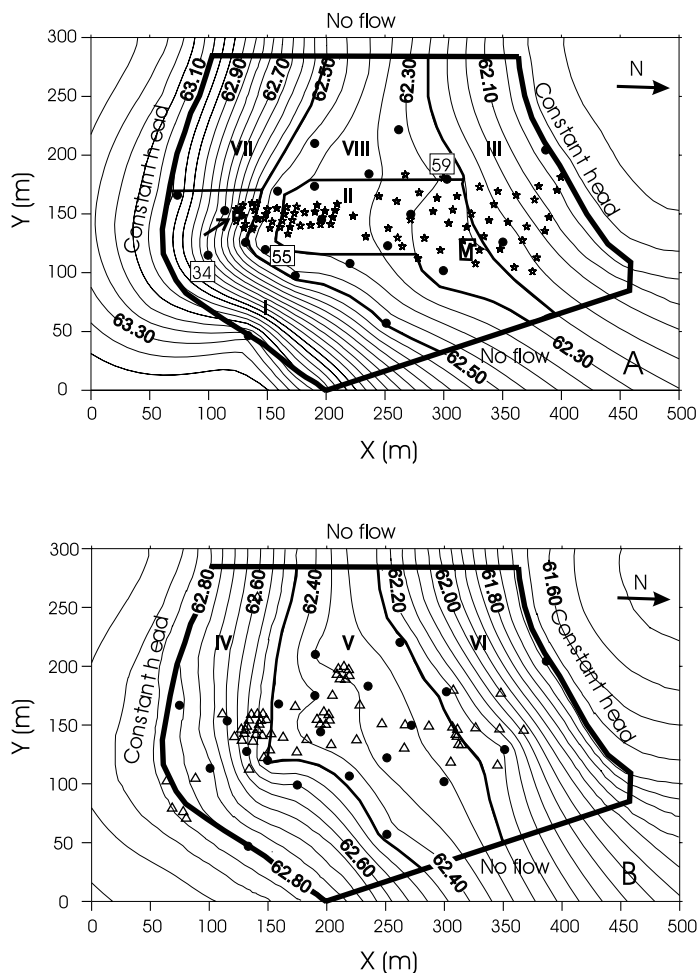 No flow
300
250
200
150
100
50
0
Y (m)
0 50 100 150 200 250 300 350 400 450 500
X (m)
63.10
62.90
62.70
62.50
62.30
62.10
63.30
62.50
62.30
Constant head
Constant head
No flow
N
VII
VIII
III
II
I
34
55
59
A
No flow
300
250
200
150
100
50
0
Y (m)
0 50 100 150 200 250 300 350 400 450 500
X (m)
62.80
62.60
62.40
62.20
62.00
61.80
61.60
62.80
62.60
62.40
Constant head
Constant head
No flow
N
IV
V
VI
B